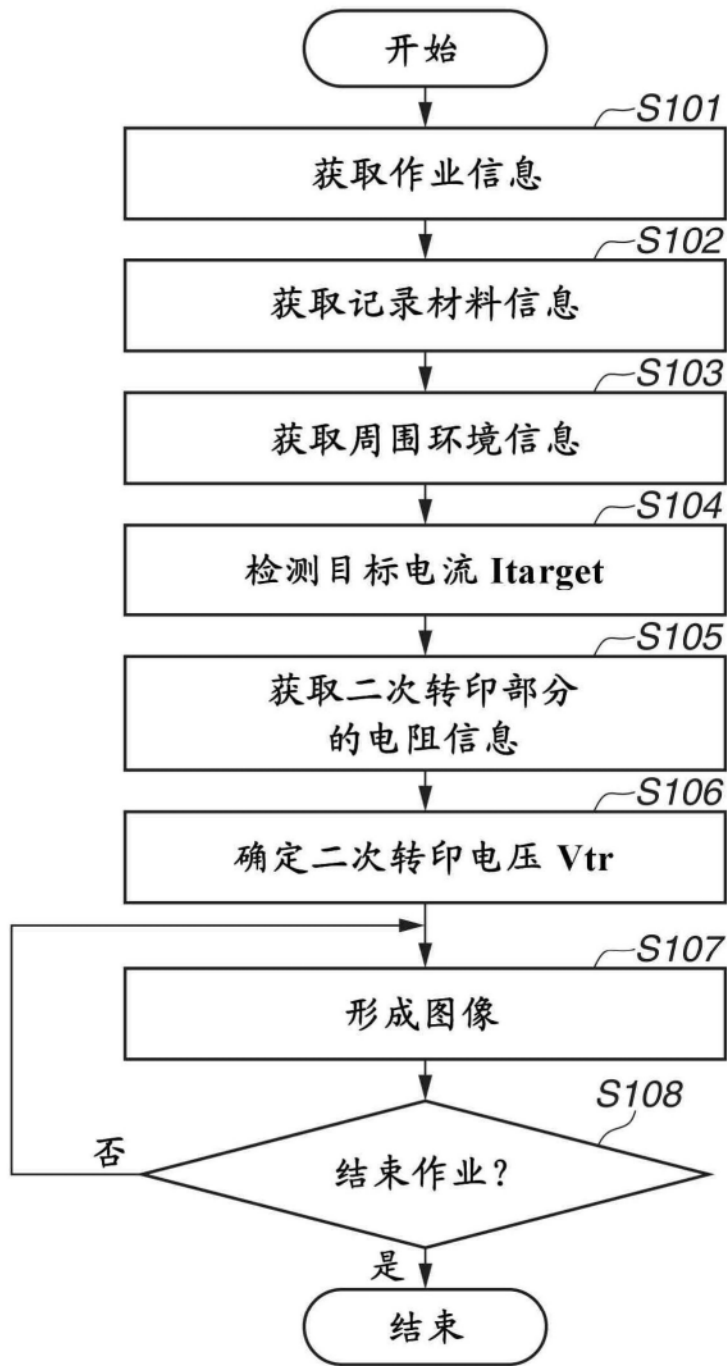 开始
S101
获取作业信息
S102
获取记录材料信息
S103
获取周围环境信息
S104
检测目标电流 Itarget
S105
获取二次转印部分
的电阻信息
S106
确定二次转印电压 Vtr
S107
形成图像
S108
否
结束作业?
是
结束